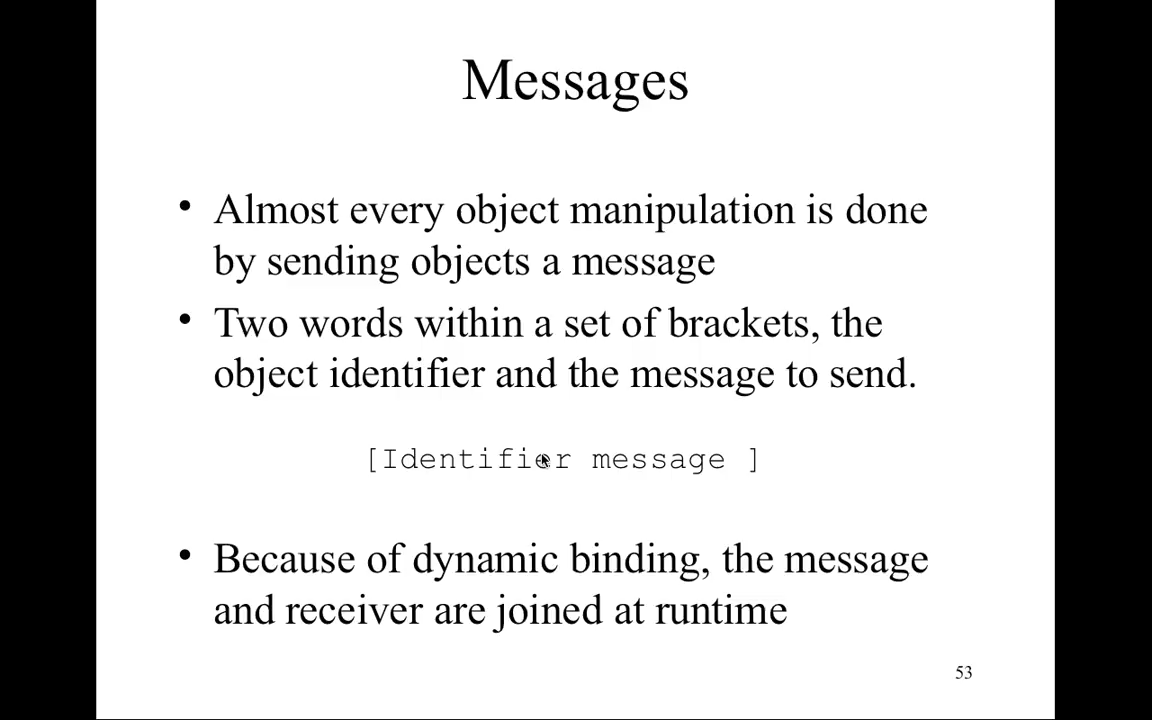 Messages
• Almost every object manipulation is done
by sending objects a message
• Two words within a set of brackets, the
object identifier and the message to send.
[Identifier message ]
• Because of dynamic binding, the message
and receiver are joined at runtime
53